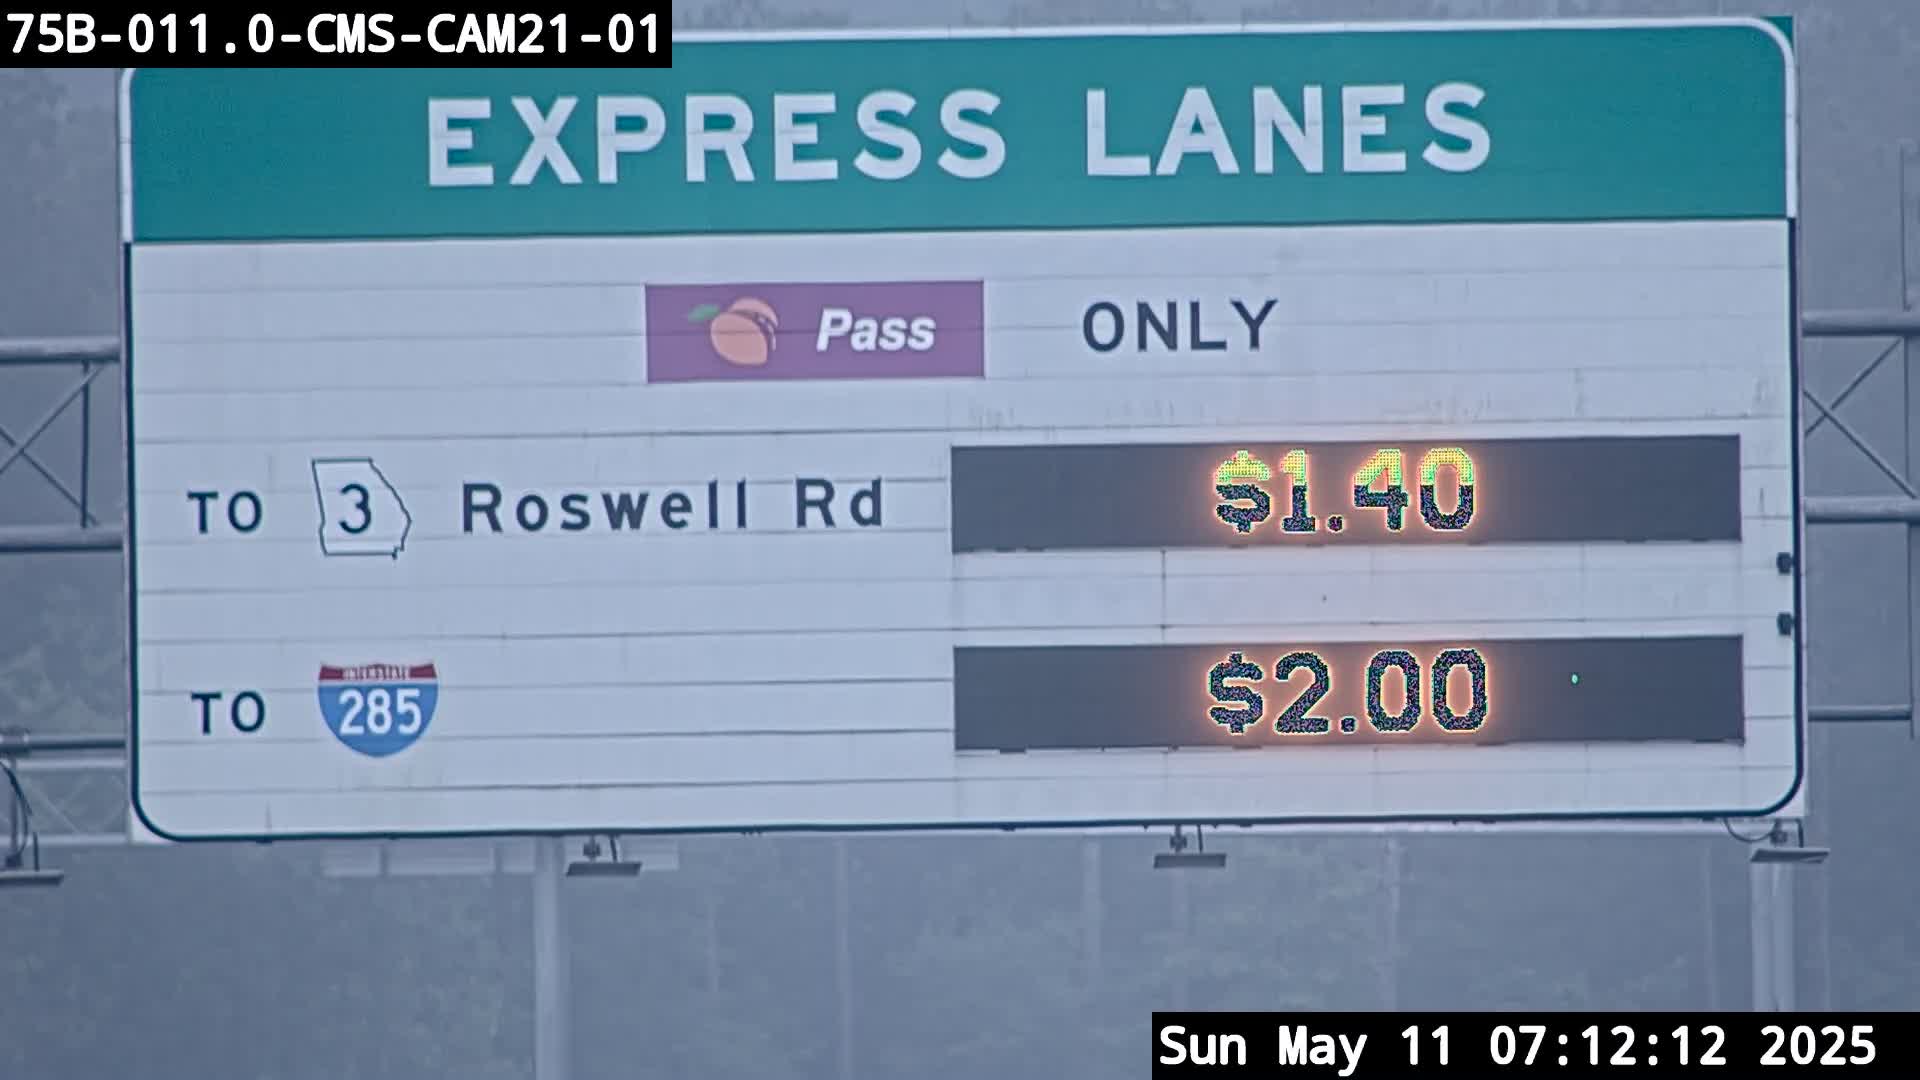 75B-011.0-CMS-CAM21-01
EXPRESS LANES
Pass ONLY
TO 3 Roswell Rd $1.40
INTERSTATE
TO 285 $2.00
Sun May 11 07:12:12 2025